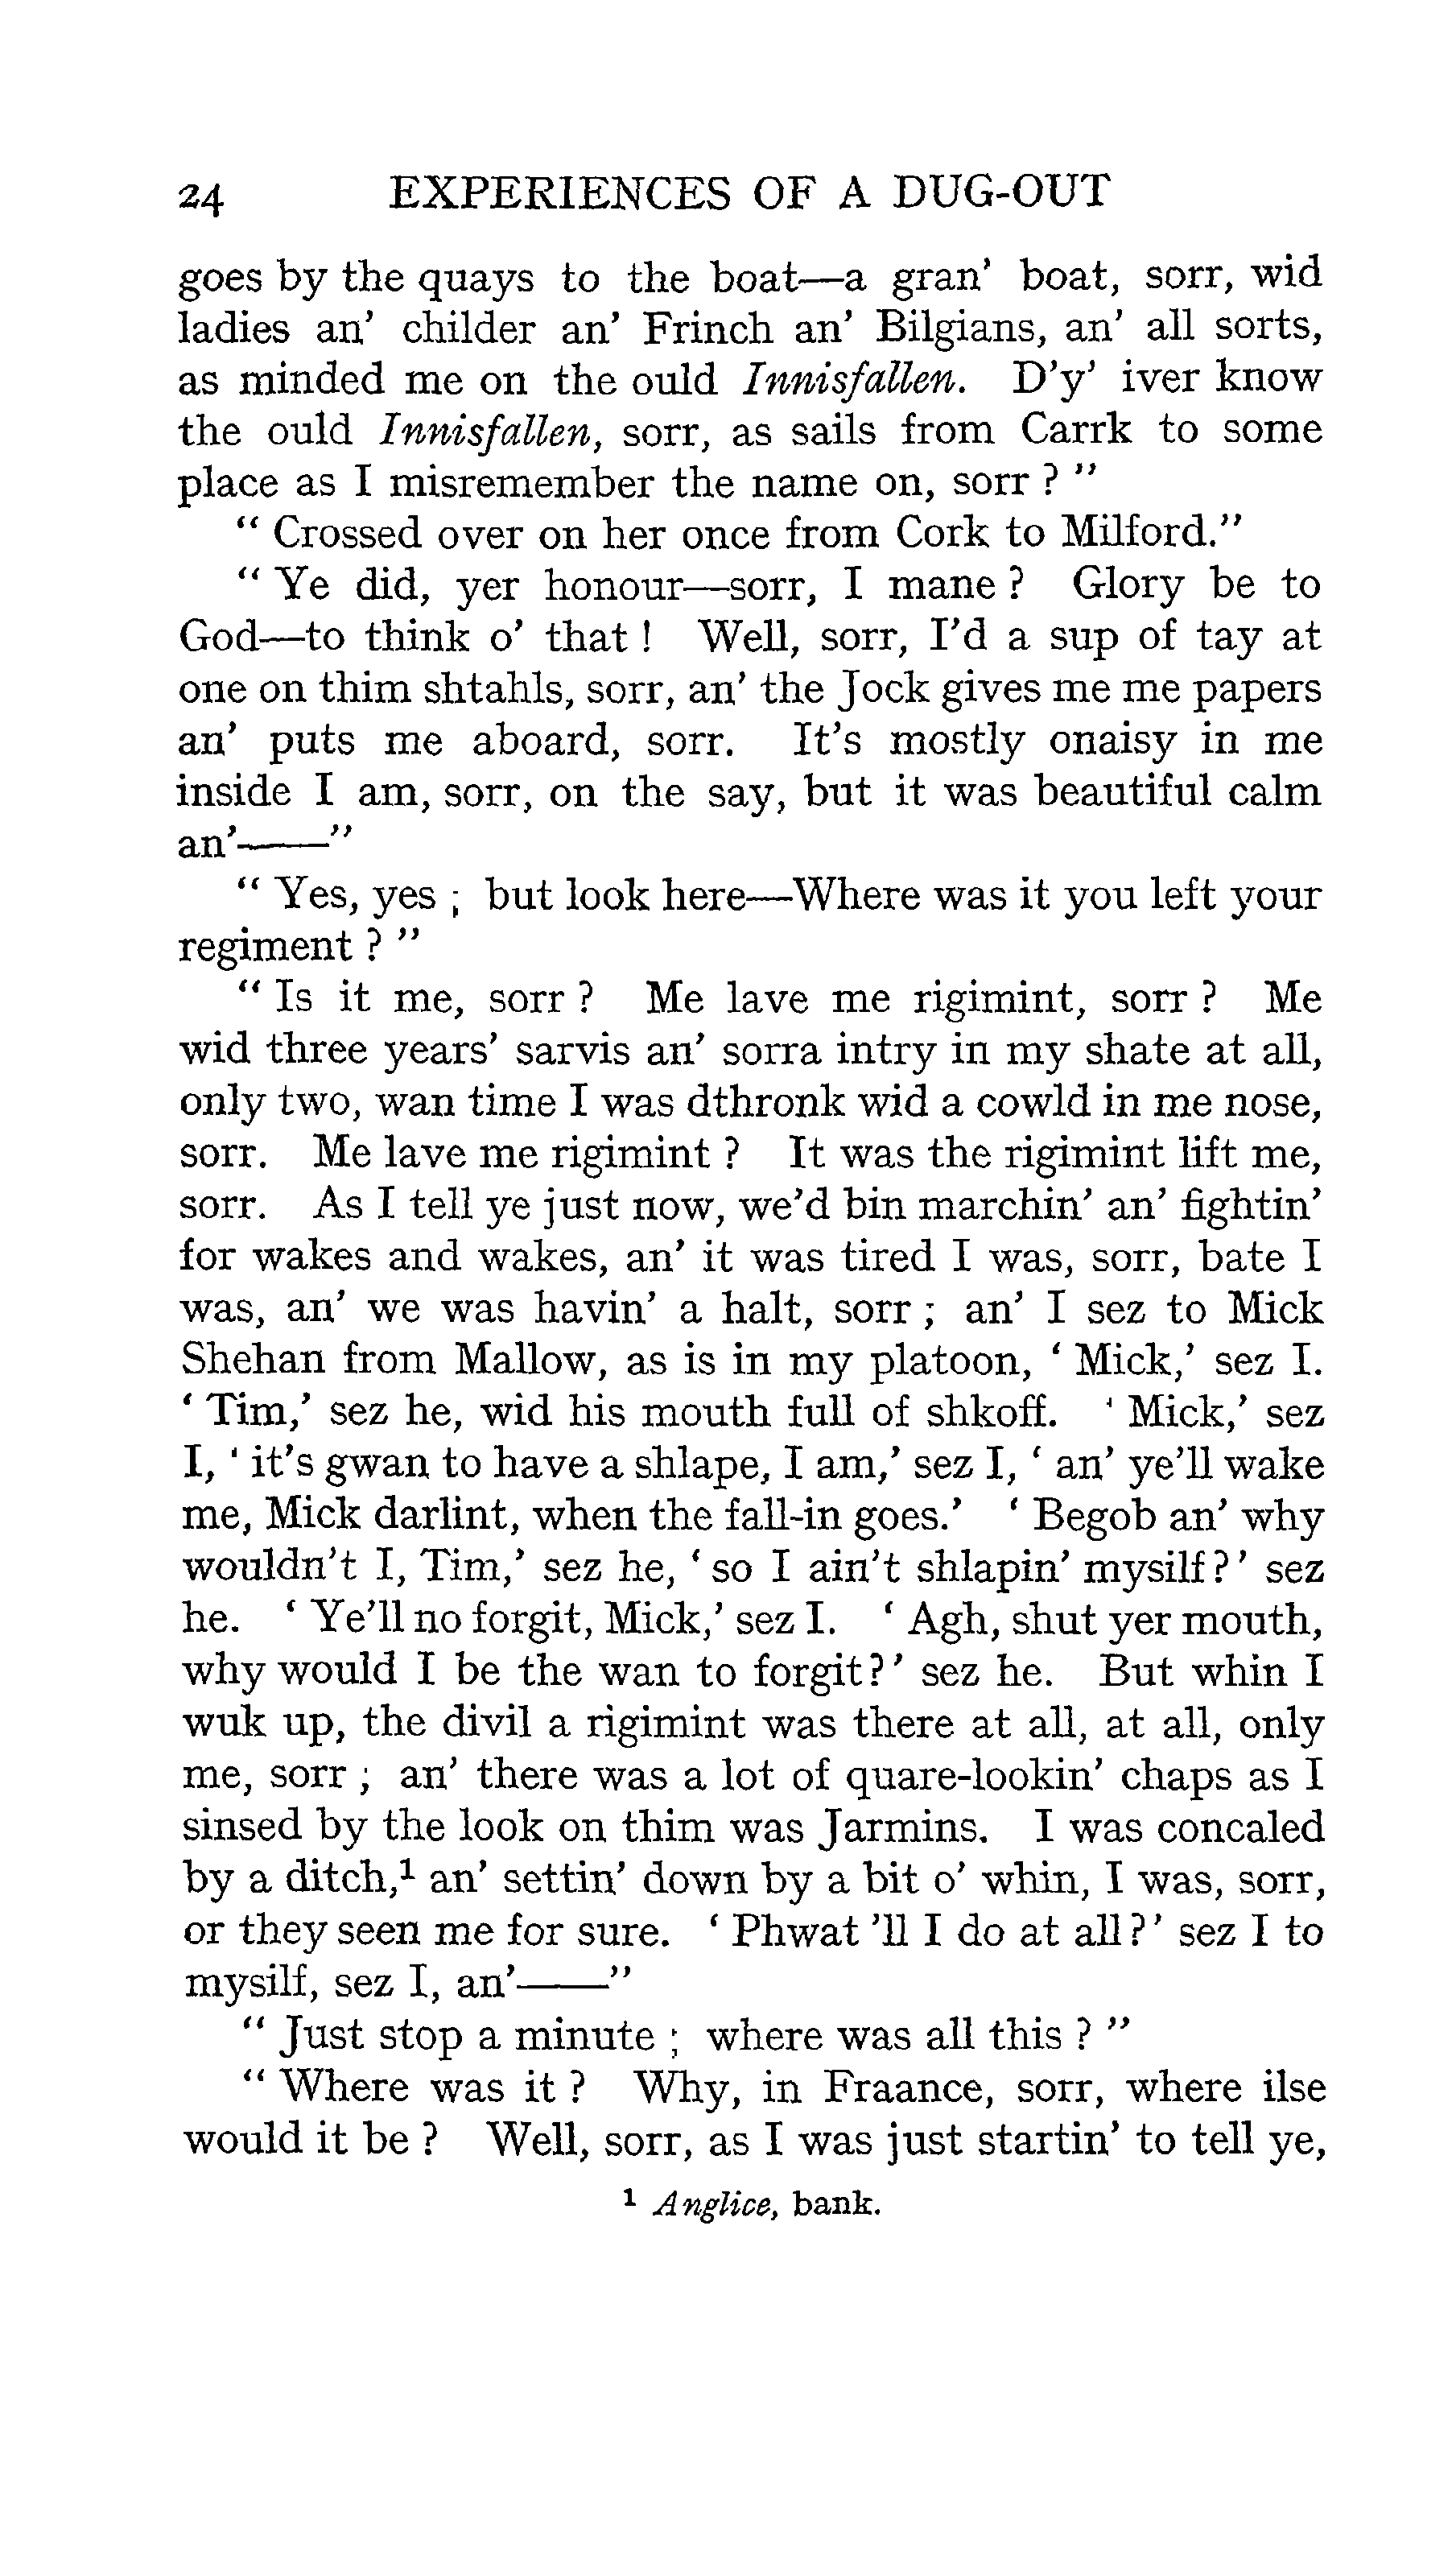 24 EXPERIENCES OF A DUG-OUT
goes by the quays to the boat—a gran' boat, sorr, wid
ladies an' childer an' Frinch an' Bilgians, an' all sorts,
as minded me on the ould Innisfallen. D'y' iver know
the ould Innisfallen, sorr, as sails from Carrk to some
place as I misremember the name on, sorr ? "
" Crossed over on her once from Cork to Milford."
" Ye did, yer honour—sorr, I mane ? Glory be to
God—to think o' that ! Well, sorr, I'd a sup of tay at
one on thim shtahls, sorr, an' the Jock gives me me papers
an' puts me aboard, sorr. It's mostly onaisy in me
inside I am, sorr, on the say, but it was beautiful calm
an'——"
" Yes, yes ; but look here—Where was it you left your
regiment ? "
" Is it me, sorr ? Me lave me rigimint, sorr ? Me
wid three years' sarvis an' sorra intry in my shate at all,
only two, wan time I was dthronk wid a cowld in me nose,
sorr. Me lave me rigimint ? It was the rigimint lift me,
sorr. As I tell ye just now, we'd bin marchin' an' fightin'
for wakes and wakes, an' it was tired I was, sorr, bate I
was, an' we was havin' a halt, sorr ; an' I sez to Mick
Shehan from Mallow, as is in my platoon, ' Mick,' sez I.
' Tim,' sez he, wid his mouth full of shkoff. ' Mick,' sez
I, ' it's gwan to have a shlape, I am,' sez I, ' an' ye'll wake
me, Mick darlint, when the fall-in goes.' ' Begob an' why
wouldn't I, Tim,' sez he, ' so I ain't shlapin' mysilf ?' sez
he. ' Ye'll no forgit, Mick,' sez I. ' Agh, shut yer mouth,
why would I be the wan to forgit ?' sez he. But whin I
wuk up, the divil a rigimint was there at all, at all, only
me, sorr ; an' there was a lot of quare-lookin' chaps as I
sinsed by the look on thim was Jarmins. I was concaled
by a ditch,¹ an' settin' down by a bit o' whin, I was, sorr,
or they seen me for sure. ' Phwat 'll I do at all ?' sez I to
mysilf, sez I, an'——"
" Just stop a minute ; where was all this ? "
" Where was it ? Why, in Fraance, sorr, where ilse
would it be ? Well, sorr, as I was just startin' to tell ye,
¹ Anglice, bank.